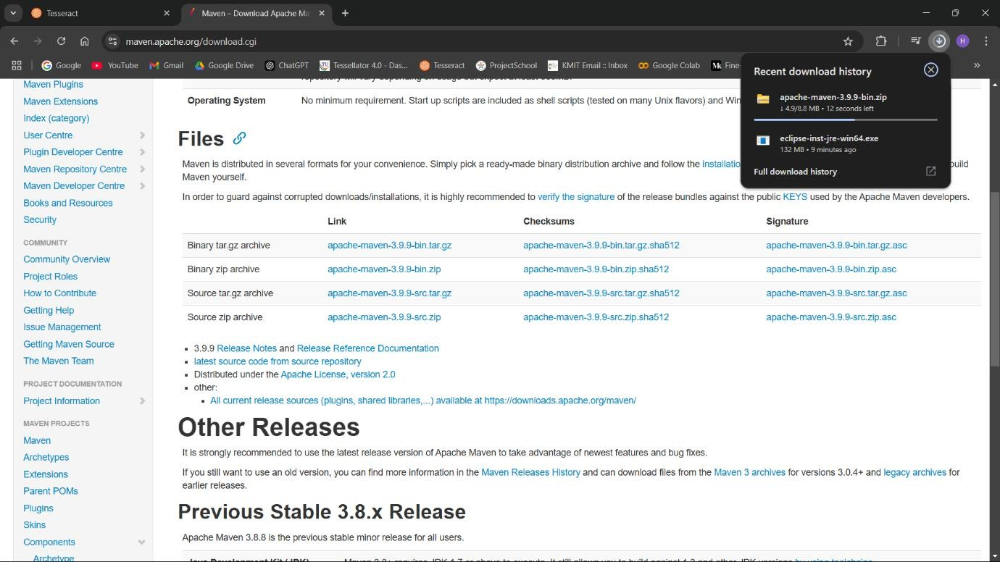 Tesseract
Maven – Download Apache Ma
maven.apache.org/download.cgi
H
Google YouTube Gmail Google Drive ChatGPT Tessellator 4.0 - Das... Tesseract ProjectSchool KMIT Email :: Inbox Google Colab Fine- »
Recent download history
apache-maven-3.9.9-bin.zip
↓ 4.9/8.8 MB • 12 seconds left
eclipse-inst-jre-win64.exe
132 MB • 9 minutes ago
Full download history
Maven Plugins
Maven Extensions
Index (category)
User Centre
Plugin Developer Centre
Maven Repository Centre
Maven Developer Centre
Books and Resources
Security
COMMUNITY
Community Overview
Project Roles
How to Contribute
Getting Help
Issue Management
Getting Maven Source
The Maven Team
PROJECT DOCUMENTATION
Project Information
MAVEN PROJECTS
Maven
Archetypes
Extensions
Parent POMs
Plugins
Skins
Components
Archetype
Operating System No minimum requirement. Start up scripts are included as shell scripts (tested on many Unix flavors) and Win
Files
Maven is distributed in several formats for your convenience. Simply pick a ready-made binary distribution archive and follow the installatio uild
Maven yourself.
In order to guard against corrupted downloads/installations, it is highly recommended to verify the signature of the release bundles against the public KEYS used by the Apache Maven developers.
Link Checksums Signature
Binary tar.gz archive apache-maven-3.9.9-bin.tar.gz apache-maven-3.9.9-bin.tar.gz.sha512 apache-maven-3.9.9-bin.tar.gz.asc
Binary zip archive apache-maven-3.9.9-bin.zip apache-maven-3.9.9-bin.zip.sha512 apache-maven-3.9.9-bin.zip.asc
Source tar.gz archive apache-maven-3.9.9-src.tar.gz apache-maven-3.9.9-src.tar.gz.sha512 apache-maven-3.9.9-src.tar.gz.asc
Source zip archive apache-maven-3.9.9-src.zip apache-maven-3.9.9-src.zip.sha512 apache-maven-3.9.9-src.zip.asc
3.9.9 Release Notes and Release Reference Documentation
latest source code from source repository
Distributed under the Apache License, version 2.0
other:
All current release sources (plugins, shared libraries,...) available at https://downloads.apache.org/maven/
Other Releases
It is strongly recommended to use the latest release version of Apache Maven to take advantage of newest features and bug fixes.
If you still want to use an old version, you can find more information in the Maven Releases History and can download files from the Maven 3 archives for versions 3.0.4+ and legacy archives for
earlier releases.
Previous Stable 3.8.x Release
Apache Maven 3.8.8 is the previous stable minor release for all users.